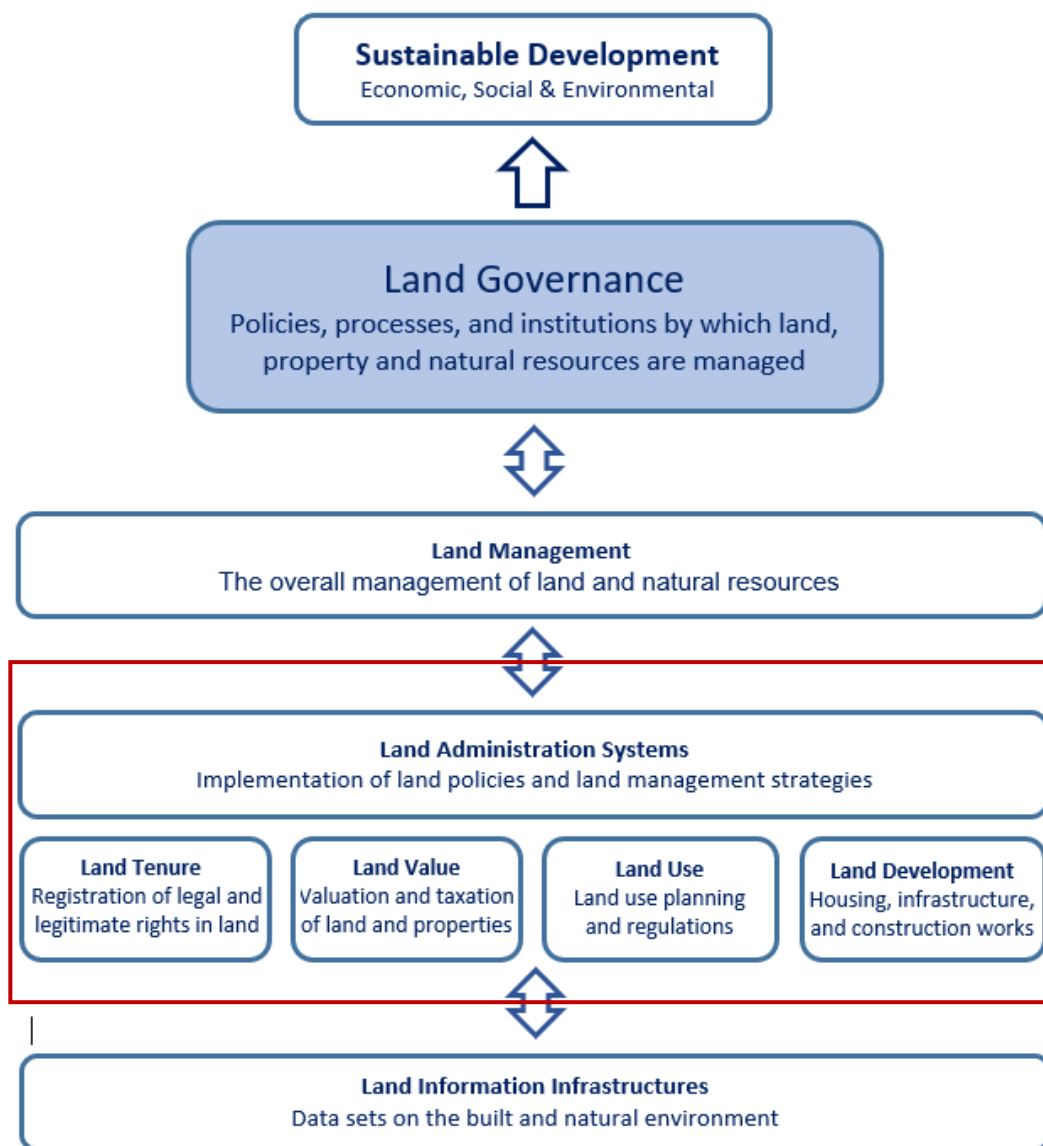 Sustainable Development
Economic, Social & Environmental
Land Governance
Policies, processes, and institutions by which land,
property and natural resources are managed
Land Management
The overall management of land and natural resources
Land Administration Systems
Implementation of land policies and land management strategies
Land Tenure
Registration of legal and
legitimate rights in land
Land Value
Valuation and taxation
of land and properties
Land Use
Land use planning
and regulations
Land Development
Housing, infrastructure,
and construction works
Land Information Infrastructures
Data sets on the built and natural environment